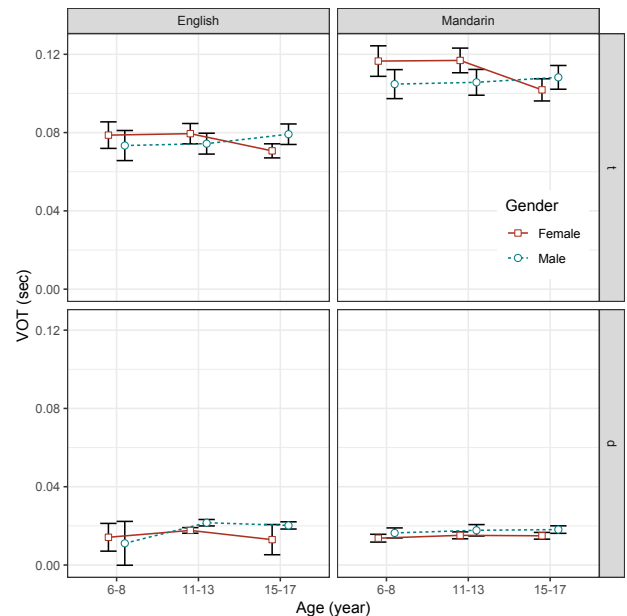 English Mandarin
0.12
0.08
0.04
0.00
t
Gender
Female
Male
VOT (sec)
0.12
0.08
0.04
0.00
d
6-8 11-13 15-17 6-8 11-13 15-17
Age (year)